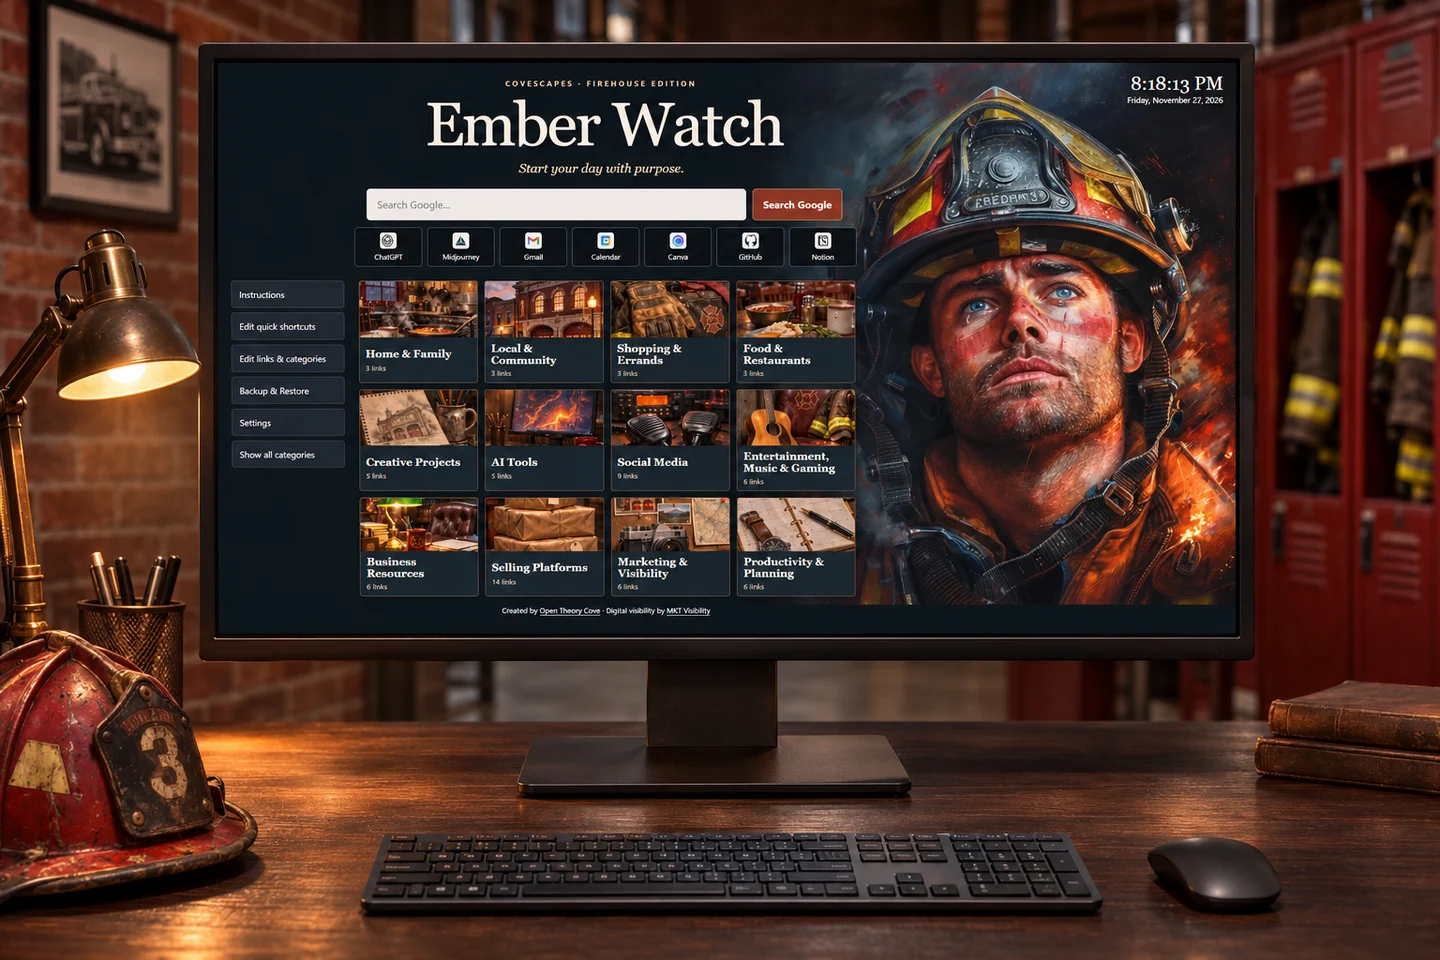 COVESCAPES · FIREHOUSE EDITION
Ember Watch
Start your day with purpose.
8:18:13 PM
Friday, November 27, 2026
Search Google...
Search Google
ChatGPT
Midjourney
Gmail
Calendar
Canva
GitHub
Notion
Instructions
Edit quick shortcuts
Edit links & categories
Backup & Restore
Settings
Show all categories
Home & Family
3 links
Local &
Community
3 links
Shopping &
Errands
3 links
Food &
Restaurants
3 links
Creative Projects
5 links
AI Tools
5 links
Social Media
9 links
Entertainment,
Music & Gaming
6 links
Business
Resources
6 links
Selling Platforms
14 links
Marketing &
Visibility
6 links
Productivity &
Planning
6 links
Created by Open Theory Cove · Digital visibility by MKT Visibility
3